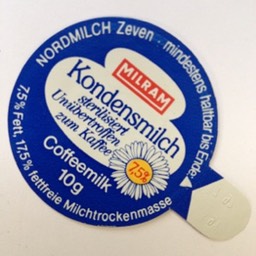 NORDMILCH Zeven · mindestens haltbar bis Ende:
MILRAM
Kondensmilch
sterilisiert
Unübertroffen
zum Kaffee
7,5%
Coffeemilk
10g
7,5% Fett, 17,5% fettfreie Milchtrockenmasse